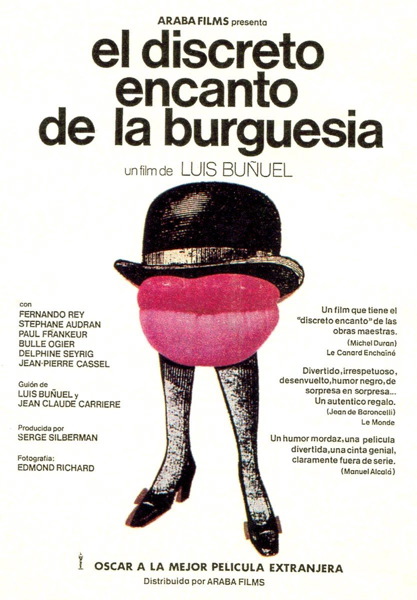 ARABA FILMS presenta
el discreto
encanto
de la burguesia
un film de LUIS BUÑUEL
con
FERNANDO REY
STEPHANE AUDRAN
PAUL FRANKEUR
BULLE OGIER
DELPHINE SEYRIG
JEAN-PIERRE CASSEL
Guión de
LUIS BUÑUEL y
JEAN CLAUDE CARRIERE
Producida por
SERGE SILBERMAN
Fotografía:
EDMOND RICHARD
Un film que tiene el
"discreto encanto" de las
obras maestras.
(Michel Duran)
Le Canard Enchaîné
Divertido, irrespetuoso,
desenvuelto, humor negro, de
sorpresa en sorpresa...
Un autentico regalo.
(Jean de Baroncelli)
Le Monde
Un humor mordaz, una pelicula
divertida, una cinta genial,
claramente fuera de serie.
(Manuel Alcalá)
OSCAR A LA MEJOR PELICULA EXTRANJERA
Distribuida por ARABA FILMS